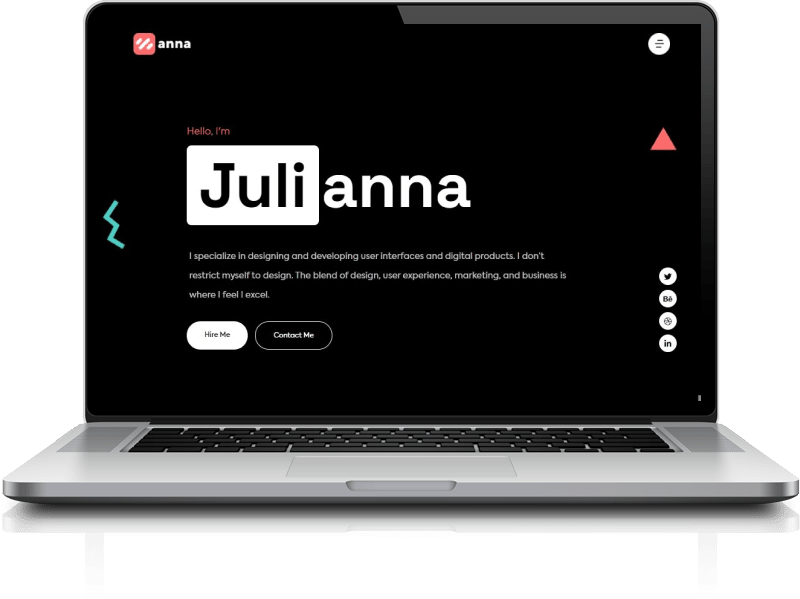 anna
Hello, I'm
Julianna
I specialize in designing and developing user interfaces and digital products. I don't
restrict myself to design. The blend of design, user experience, marketing, and business is
where I feel I excel.
Hire Me
Contact Me
Bē
in